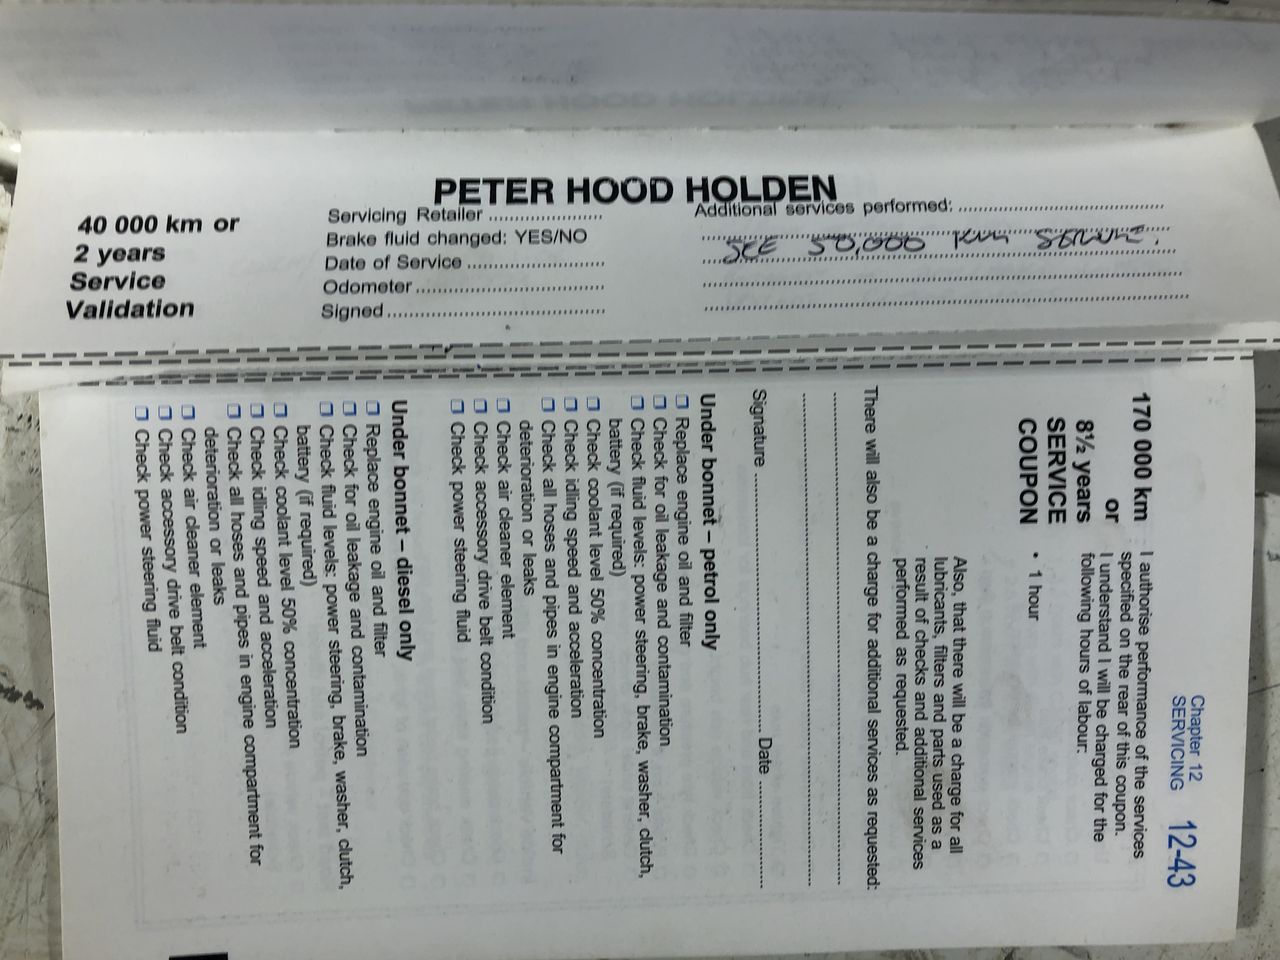 PETER HOOD HOLDEN
40 000 km or
2 years
Service
Validation
Servicing Retailer ........................
Brake fluid changed: YES/NO
Date of Service ............................
Odometer ......................................
Signed ...........................................
Additional services performed: ...........................................
SEE 50,000 km SERVICE.
Chapter 12
SERVICING 12-43
170 000 km
or
8½ years
SERVICE
COUPON
I authorise performance of the services
specified on the rear of this coupon.
I understand I will be charged for the
following hours of labour:
• 1 hour
Also, that there will be a charge for all
lubricants, filters and parts used as a
result of checks and additional services
performed as requested.
There will also be a charge for additional services as requested:
Signature ........................................................ Date ........................
Under bonnet – petrol only
❏ Replace engine oil and filter
❏ Check for oil leakage and contamination
❏ Check fluid levels: power steering, brake, washer, clutch,
battery (if required)
❏ Check coolant level 50% concentration
❏ Check idling speed and acceleration
❏ Check all hoses and pipes in engine compartment for
deterioration or leaks
❏ Check air cleaner element
❏ Check accessory drive belt condition
❏ Check power steering fluid
Under bonnet – diesel only
❏ Replace engine oil and filter
❏ Check for oil leakage and contamination
❏ Check fluid levels: power steering, brake, washer, clutch,
battery (if required)
❏ Check coolant level 50% concentration
❏ Check idling speed and acceleration
❏ Check all hoses and pipes in engine compartment for
deterioration or leaks
❏ Check air cleaner element
❏ Check accessory drive belt condition
❏ Check power steering fluid